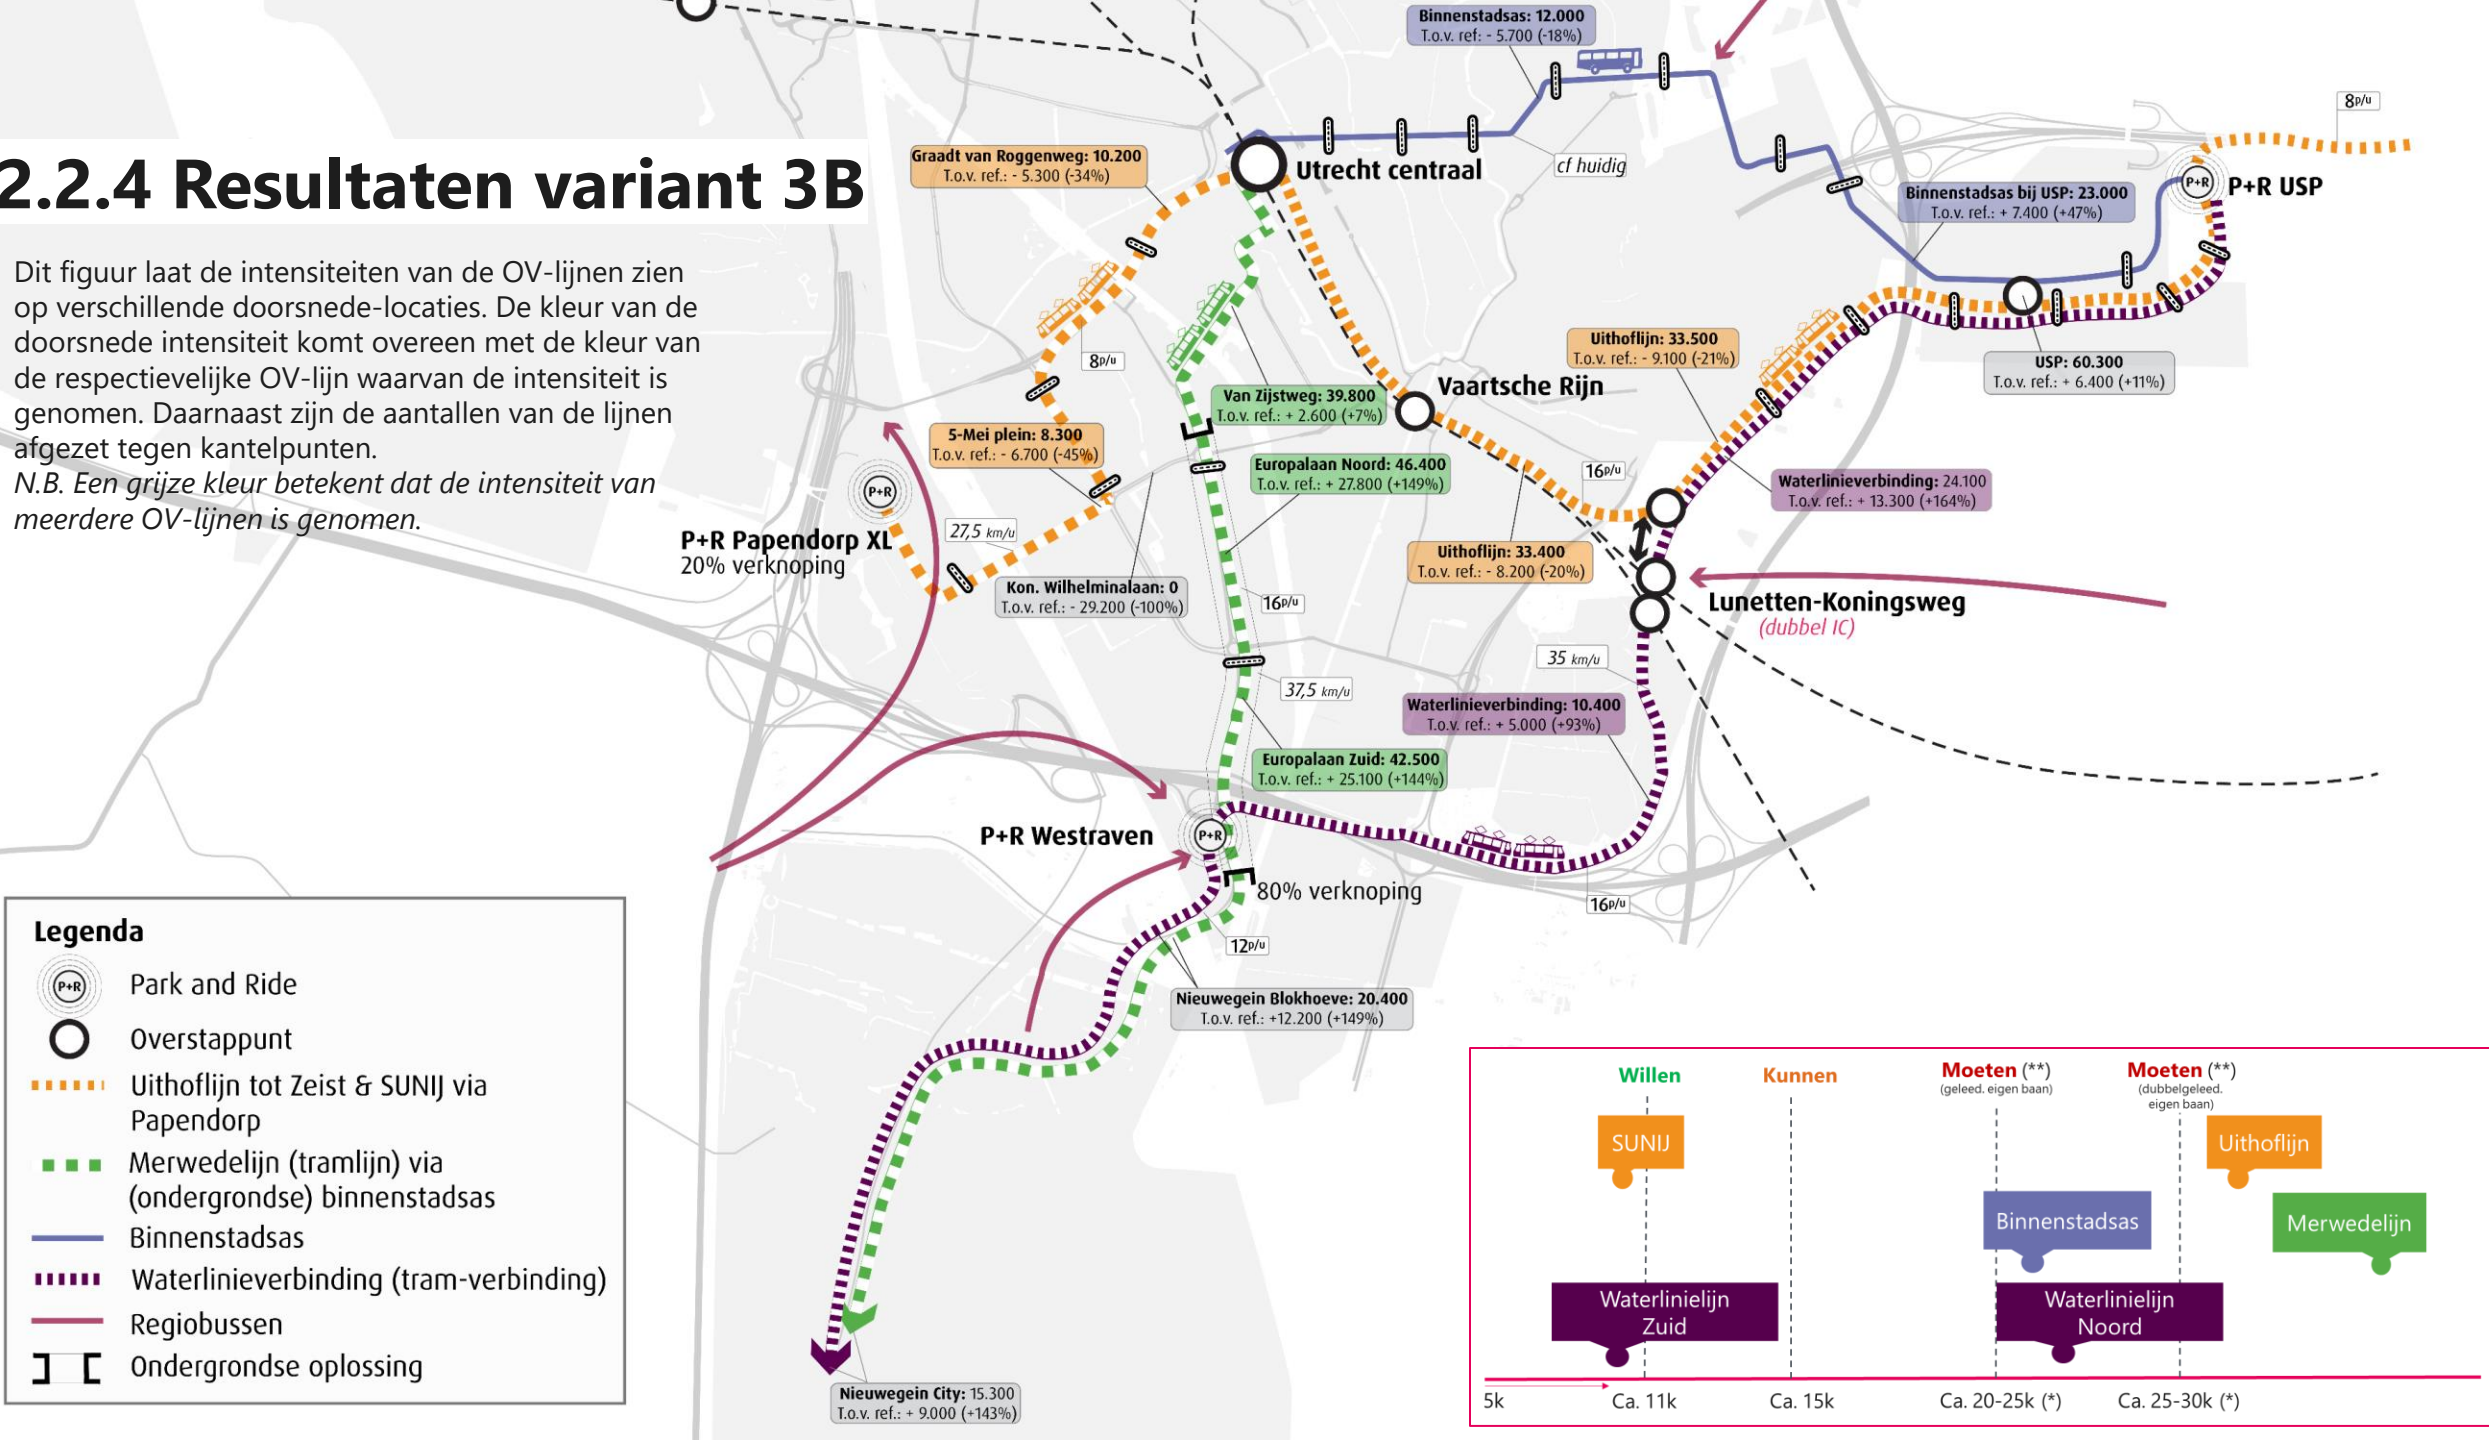 2.2.4 Resultaten variant 3B
Dit figuur laat de intensiteiten van de OV-lijnen zien
op verschillende doorsnede-locaties. De kleur van de
doorsnede intensiteit komt overeen met de kleur van
de respectievelijke OV-lijn waarvan de intensiteit is
genomen. Daarnaast zijn de aantallen van de lijnen
afgezet tegen kantelpunten.
N.B. Een grijze kleur betekent dat de intensiteit van
meerdere OV-lijnen is genomen.
Binnenstadsas: 12.000
T.o.v. ref: - 5.700 (-18%)
8p/u
Graadt van Roggenweg: 10.200
T.o.v. ref.: - 5.300 (-34%)
Utrecht centraal
cf huidig
P+R
P+R USP
Binnenstadsas bij USP: 23.000
T.o.v. ref.: + 7.400 (+47%)
8p/u
Uithoflijn: 33.500
T.o.v. ref.: - 9.100 (-21%)
USP: 60.300
T.o.v. ref.: + 6.400 (+11%)
Van Zijstweg: 39.800
T.o.v. ref.: + 2.600 (+7%)
Vaartsche Rijn
5-Mei plein: 8.300
T.o.v. ref.: - 6.700 (-45%)
Europalaan Noord: 46.400
T.o.v. ref.: + 27.800 (+149%)
16p/u
Waterlinieverbinding: 24.100
T.o.v. ref.: + 13.300 (+164%)
P+R
P+R Papendorp XL
20% verknoping
27,5 km/u
Uithoflijn: 33.400
T.o.v. ref.: - 8.200 (-20%)
Kon. Wilhelminalaan: 0
T.o.v. ref.: - 29.200 (-100%)
16p/u
Lunetten-Koningsweg
(dubbel IC)
35 km/u
37,5 km/u
Waterlinieverbinding: 10.400
T.o.v. ref.: + 5.000 (+93%)
Europalaan Zuid: 42.500
T.o.v. ref.: + 25.100 (+144%)
P+R Westraven
P+R
80% verknoping
16p/u
12p/u
Nieuwegein Blokhoeve: 20.400
T.o.v. ref.: +12.200 (+149%)
Nieuwegein City: 15.300
T.o.v. ref.: + 9.000 (+143%)
Legenda
P+R
Park and Ride
Overstappunt
Uithoflijn tot Zeist & SUNIJ via
Papendorp
Merwedelijn (tramlijn) via
(ondergrondse) binnenstadsas
Binnenstadsas
Waterlinieverbinding (tram-verbinding)
Regiobussen
Ondergrondse oplossing
Willen
Kunnen
Moeten (**)
(geleed. eigen baan)
Moeten (**)
(dubbelgeleed.
eigen baan)
SUNIJ
Uithoflijn
Binnenstadsas
Merwedelijn
Waterlinielijn
Zuid
Waterlinielijn
Noord
5k
Ca. 11k
Ca. 15k
Ca. 20-25k (*)
Ca. 25-30k (*)